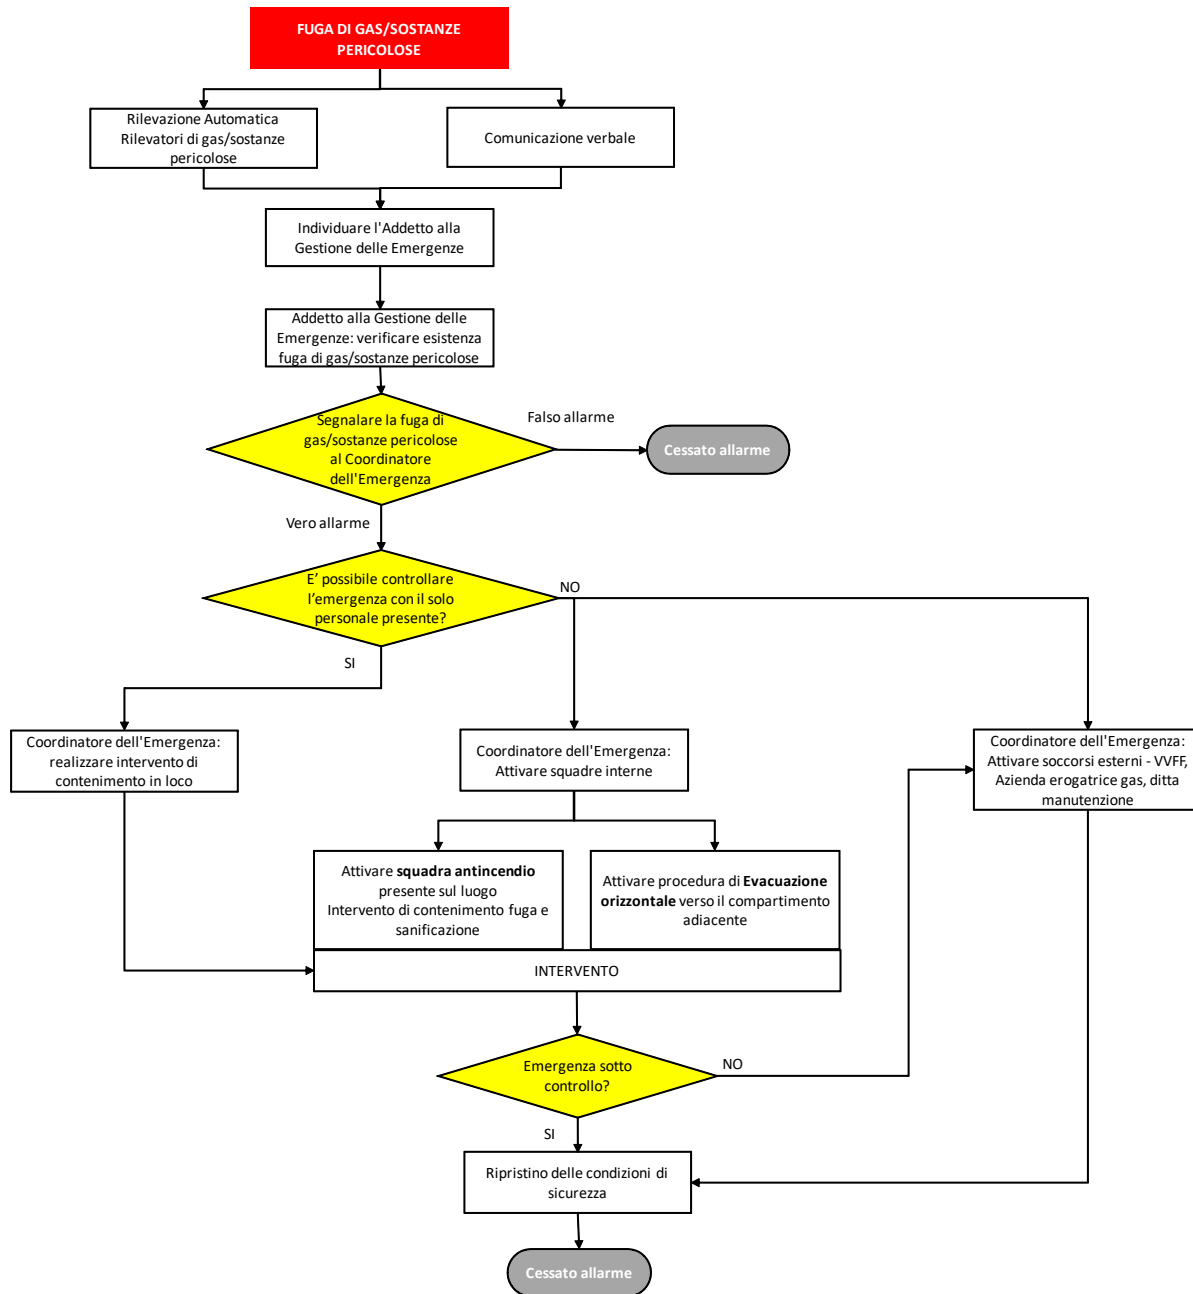 FUGA DI GAS/SOSTANZE
PERICOLOSE
Rilevazione Automatica
Rilevatori di gas/sostanze
pericolose
Comunicazione verbale
Individuare l'Addetto alla
Gestione delle Emergenze
Addetto alla Gestione delle
Emergenze: verificare esistenza
fuga di gas/sostanze pericolose
Segnalare la fuga di
gas/sostanze pericolose
al Coordinatore
dell'Emergenza
Falso allarme
Cessato allarme
Vero allarme
E’ possibile controllare
l’emergenza con il solo
personale presente?
NO
SI
Coordinatore dell'Emergenza:
realizzare intervento di
contenimento in loco
Coordinatore dell'Emergenza:
Attivare squadre interne
Coordinatore dell'Emergenza:
Attivare soccorsi esterni - VVFF,
Azienda erogatrice gas, ditta
manutenzione
Attivare squadra antincendio
presente sul luogo
Intervento di contenimento fuga e
sanificazione
Attivare procedura di Evacuazione
orizzontale verso il compartimento
adiacente
INTERVENTO
Emergenza sotto
controllo?
NO
SI
Ripristino delle condizioni di
sicurezza
Cessato allarme